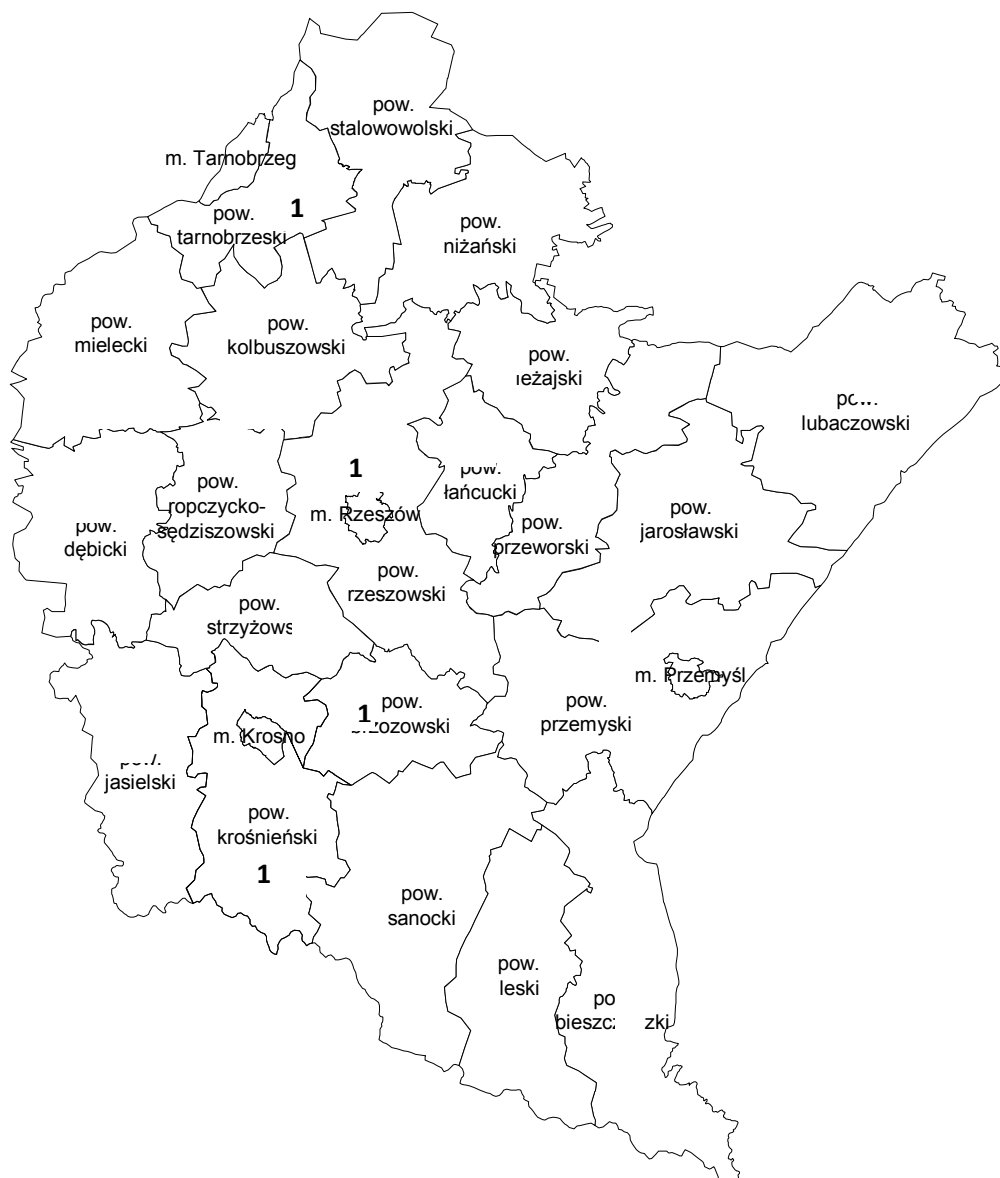 pow.
stalowowolski
m. Tarnobrzeg
1
pow.
tarnobrzeski
pow.
niżański
pow.
mielecki
pow.
kolbuszowski
pow.
pow.
lubaczowski
1
pow.
ropczycko-
sędziszowski
pow.
łańcucki
m. Rzeszów
pow.
przeworski
pow.
jarosławski
pow.
dębicki
pow.
rzeszowski
pow.
m. Przemyśl
pow.
1
pow.
przemyski
m. Krosno
pow.
jasielski
pow.
krośnieński
1
pow.
sanocki
pow.
leski